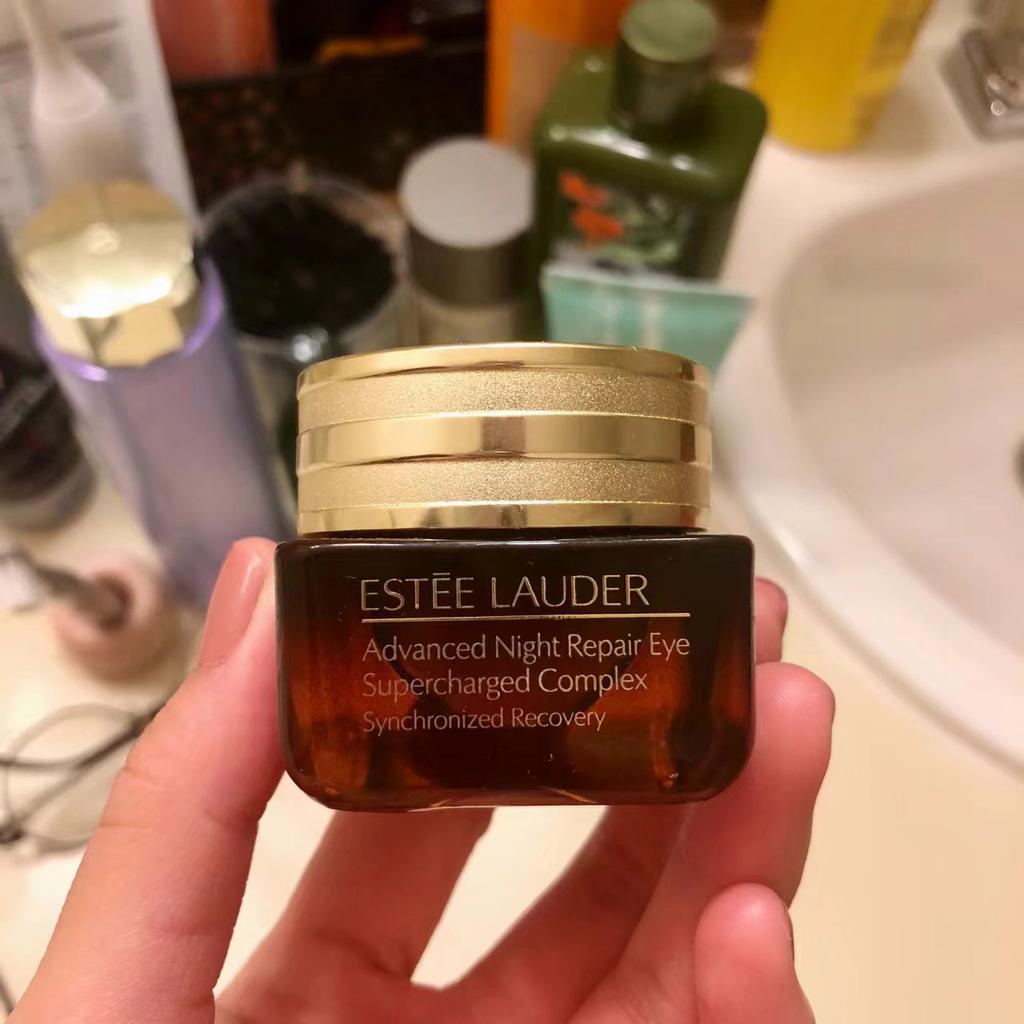 ESTĒE LAUDER
Advanced Night Repair Eye
Supercharged Complex
Synchronized Recovery